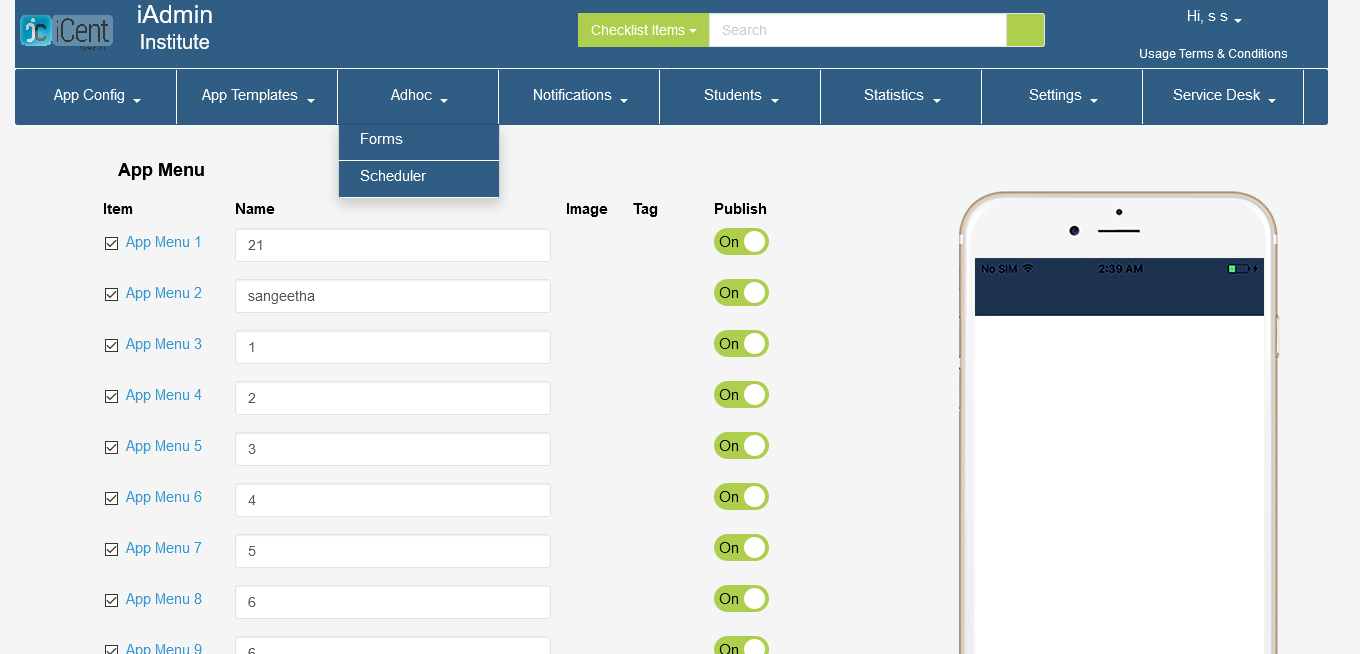 iCent
iAdmin
Institute
Checklist Items
Search
Hi, s s
Usage Terms & Conditions
App Config
App Templates
Adhoc
Notifications
Students
Statistics
Settings
Service Desk
Forms
Scheduler
App Menu
Item Name Image Tag Publish
App Menu 1 21 On
App Menu 2 sangeetha On
App Menu 3 1 On
App Menu 4 2 On
App Menu 5 3 On
App Menu 6 4 On
App Menu 7 5 On
App Menu 8 6 On
App Menu 9 6 On
No SIM 2:39 AM